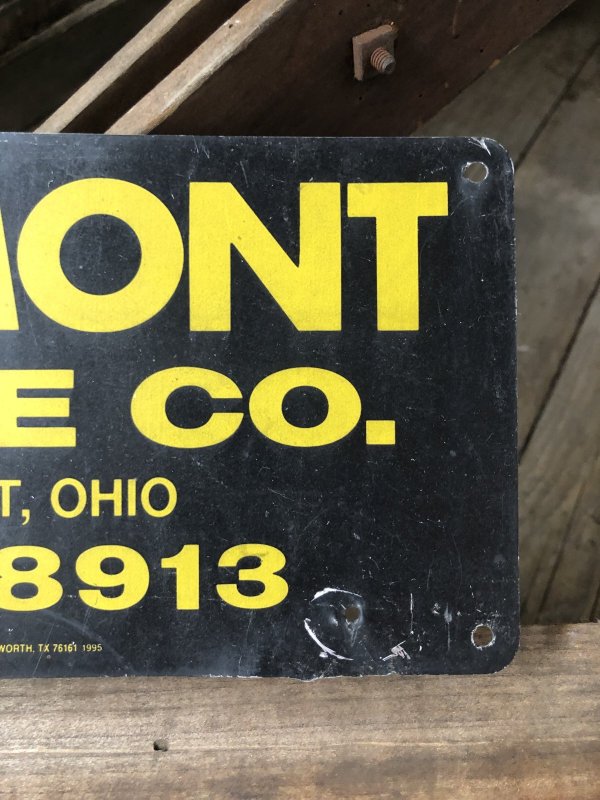 MONT
E CO.
T, OHIO
8913
WORTH, TX 76161 1995